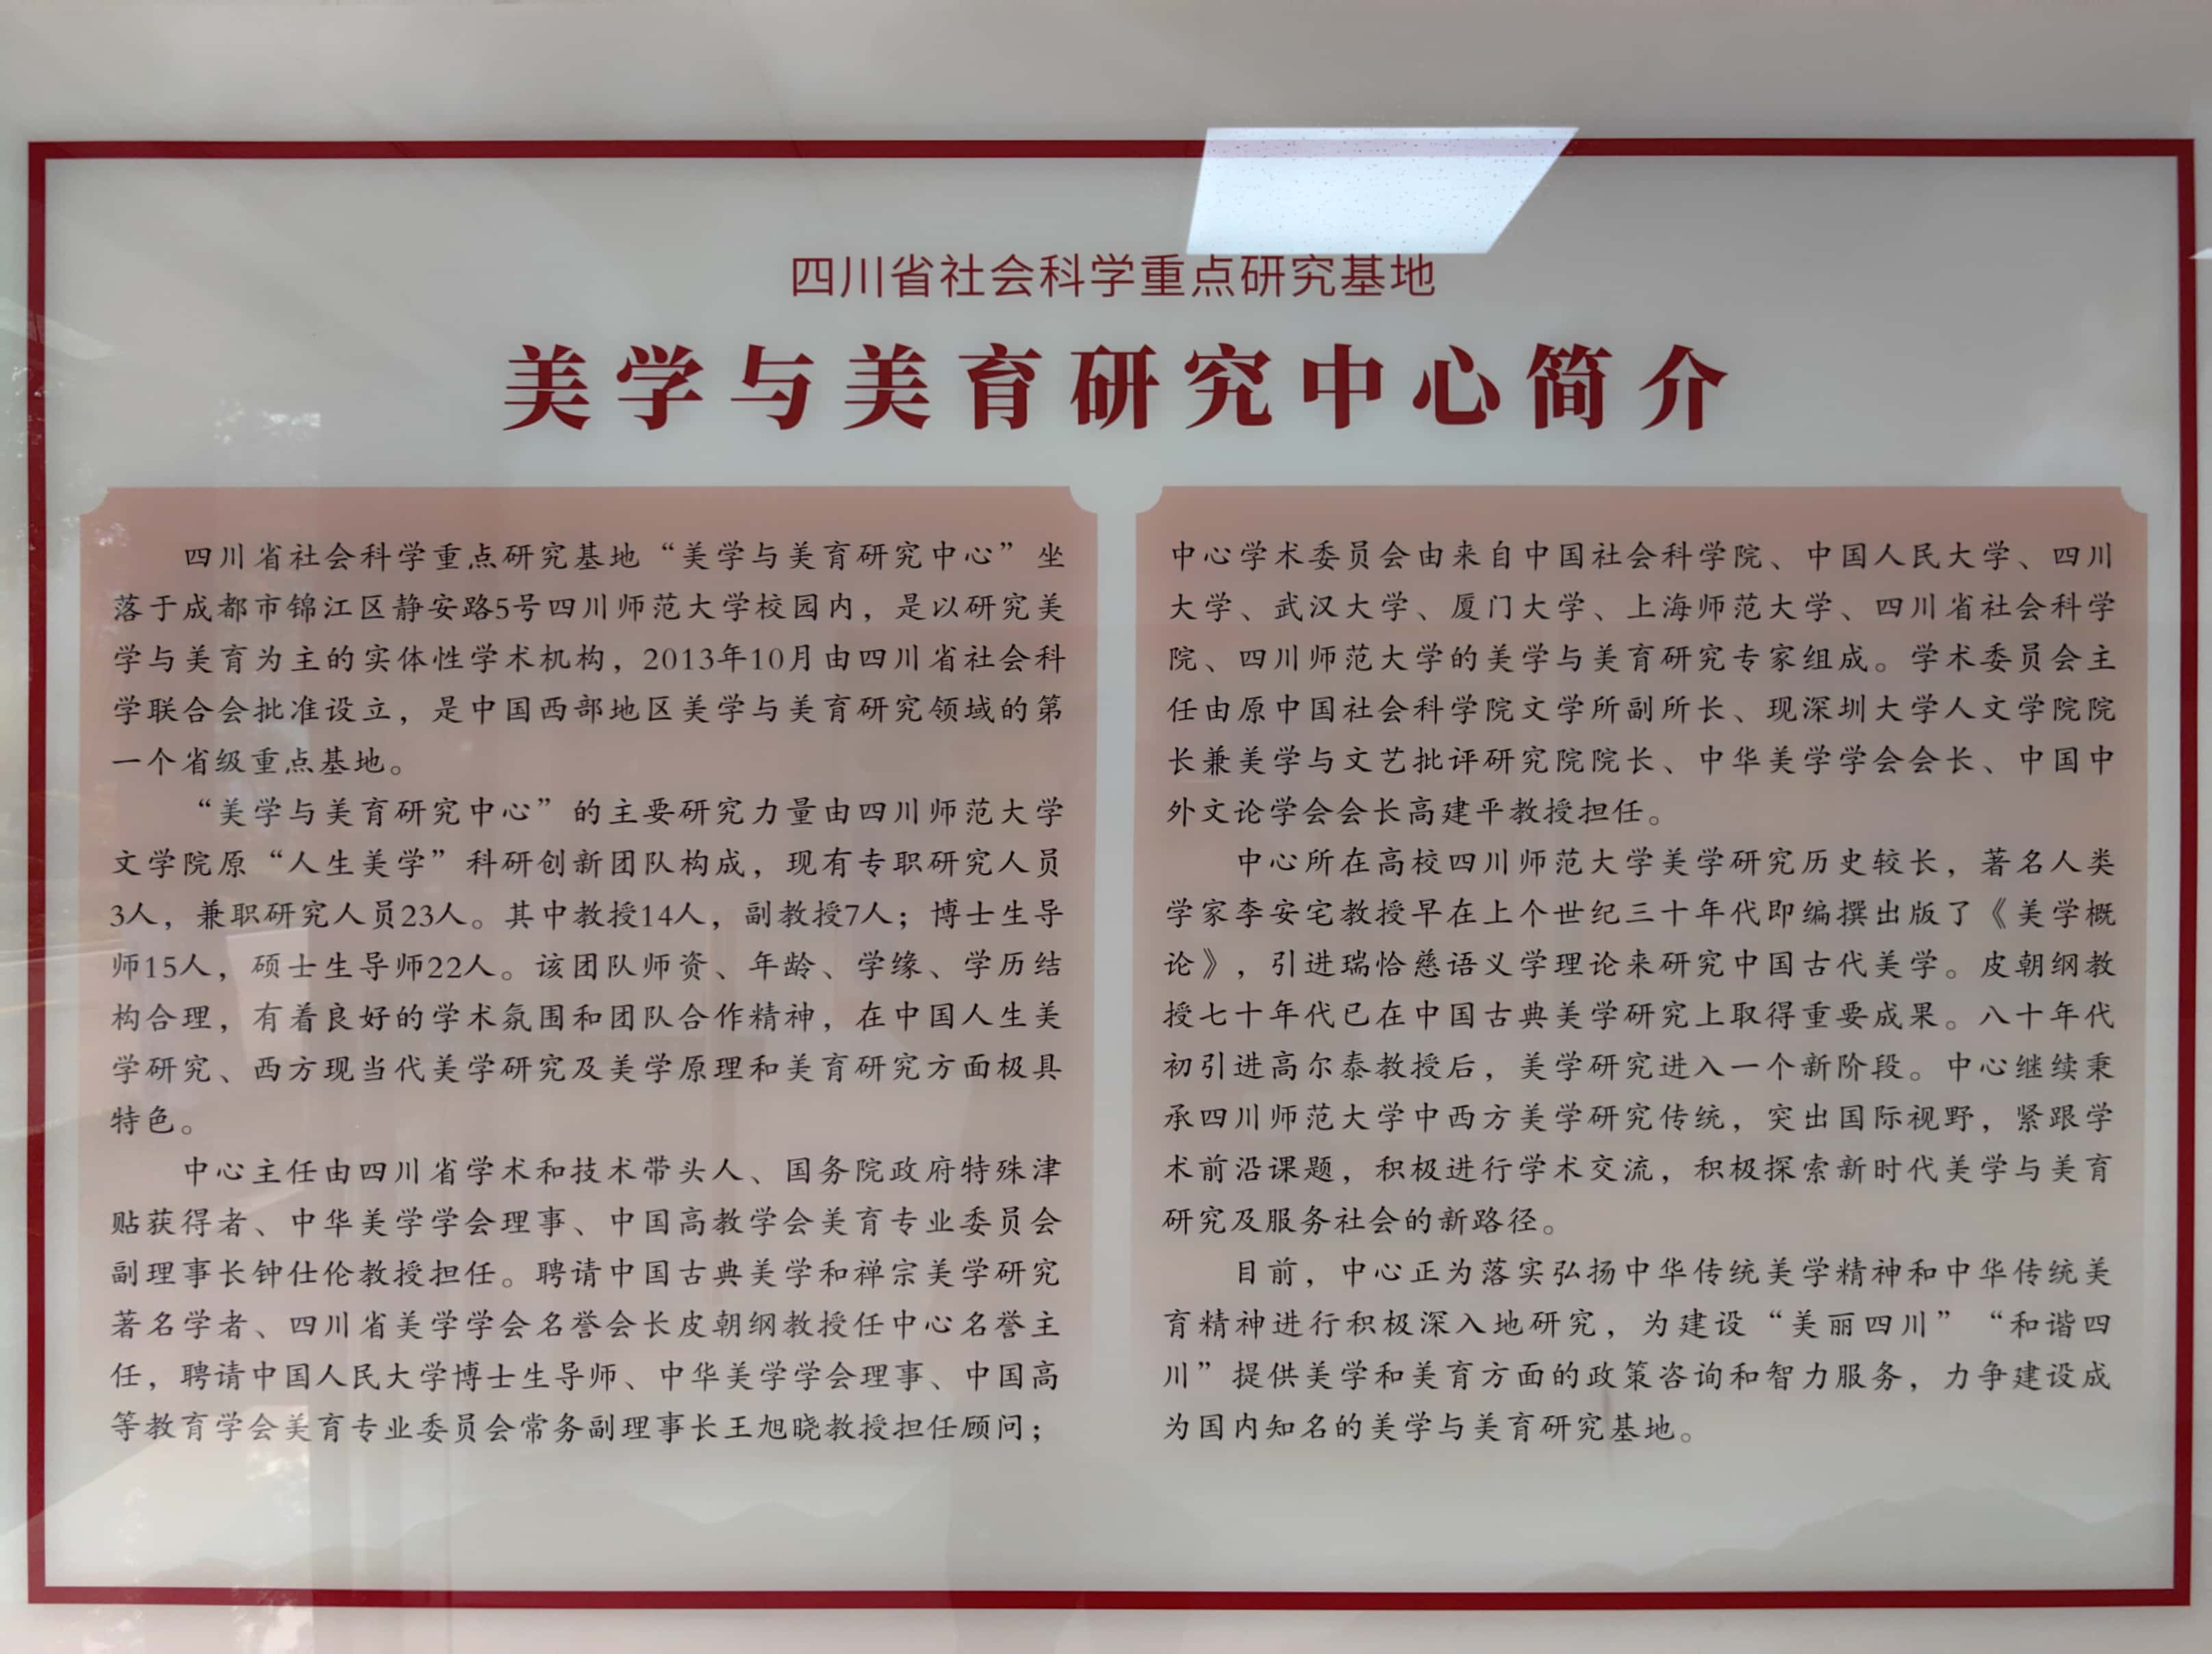 四川省社会科学重点研究基地
美学与美育研究中心简介
四川省社会科学重点研究基地“美学与美育研究中心”坐
落于成都市锦江区静安路5号四川师范大学校园内，是以研究美
学与美育为主的实体性学术机构，2013年10月由四川省社会科
学联合会批准设立，是中国西部地区美学与美育研究领域的第
一个省级重点基地。
“美学与美育研究中心”的主要研究力量由四川师范大学
文学院原“人生美学”科研创新团队构成，现有专职研究人员
3人，兼职研究人员23人。其中教授14人，副教授7人；博士生导
师15人，硕士生导师22人。该团队师资、年龄、学缘、学历结
构合理，有着良好的学术氛围和团队合作精神，在中国人生美
学研究、西方现当代美学研究及美学原理和美育研究方面极具
特色。
中心主任由四川省学术和技术带头人、国务院政府特殊津
贴获得者、中华美学学会理事、中国高教学会美育专业委员会
副理事长钟仕伦教授担任。聘请中国古典美学和禅宗美学研究
著名学者、四川省美学学会名誉会长皮朝纲教授任中心名誉主
任，聘请中国人民大学博士生导师、中华美学学会理事、中国高
等教育学会美育专业委员会常务副理事长王旭晓教授担任顾问；
中心学术委员会由来自中国社会科学院、中国人民大学、四川
大学、武汉大学、厦门大学、上海师范大学、四川省社会科学
院、四川师范大学的美学与美育研究专家组成。学术委员会主
任由原中国社会科学院文学所副所长、现深圳大学人文学院院
长兼美学与文艺批评研究院院长、中华美学学会会长、中国中
外文论学会会长高建平教授担任。
中心所在高校四川师范大学美学研究历史较长，著名人类
学家李安宅教授早在上个世纪三十年代即编撰出版了《美学概
论》，引进瑞恰慈语义学理论来研究中国古代美学。皮朝纲教
授七十年代已在中国古典美学研究上取得重要成果。八十年代
初引进高尔泰教授后，美学研究进入一个新阶段。中心继续秉
承四川师范大学中西方美学研究传统，突出国际视野，紧跟学
术前沿课题，积极进行学术交流，积极探索新时代美学与美育
研究及服务社会的新路径。
目前，中心正为落实弘扬中华传统美学精神和中华传统美
育精神进行积极深入地研究，为建设“美丽四川”“和谐四
川”提供美学和美育方面的政策咨询和智力服务，力争建设成
为国内知名的美学与美育研究基地。